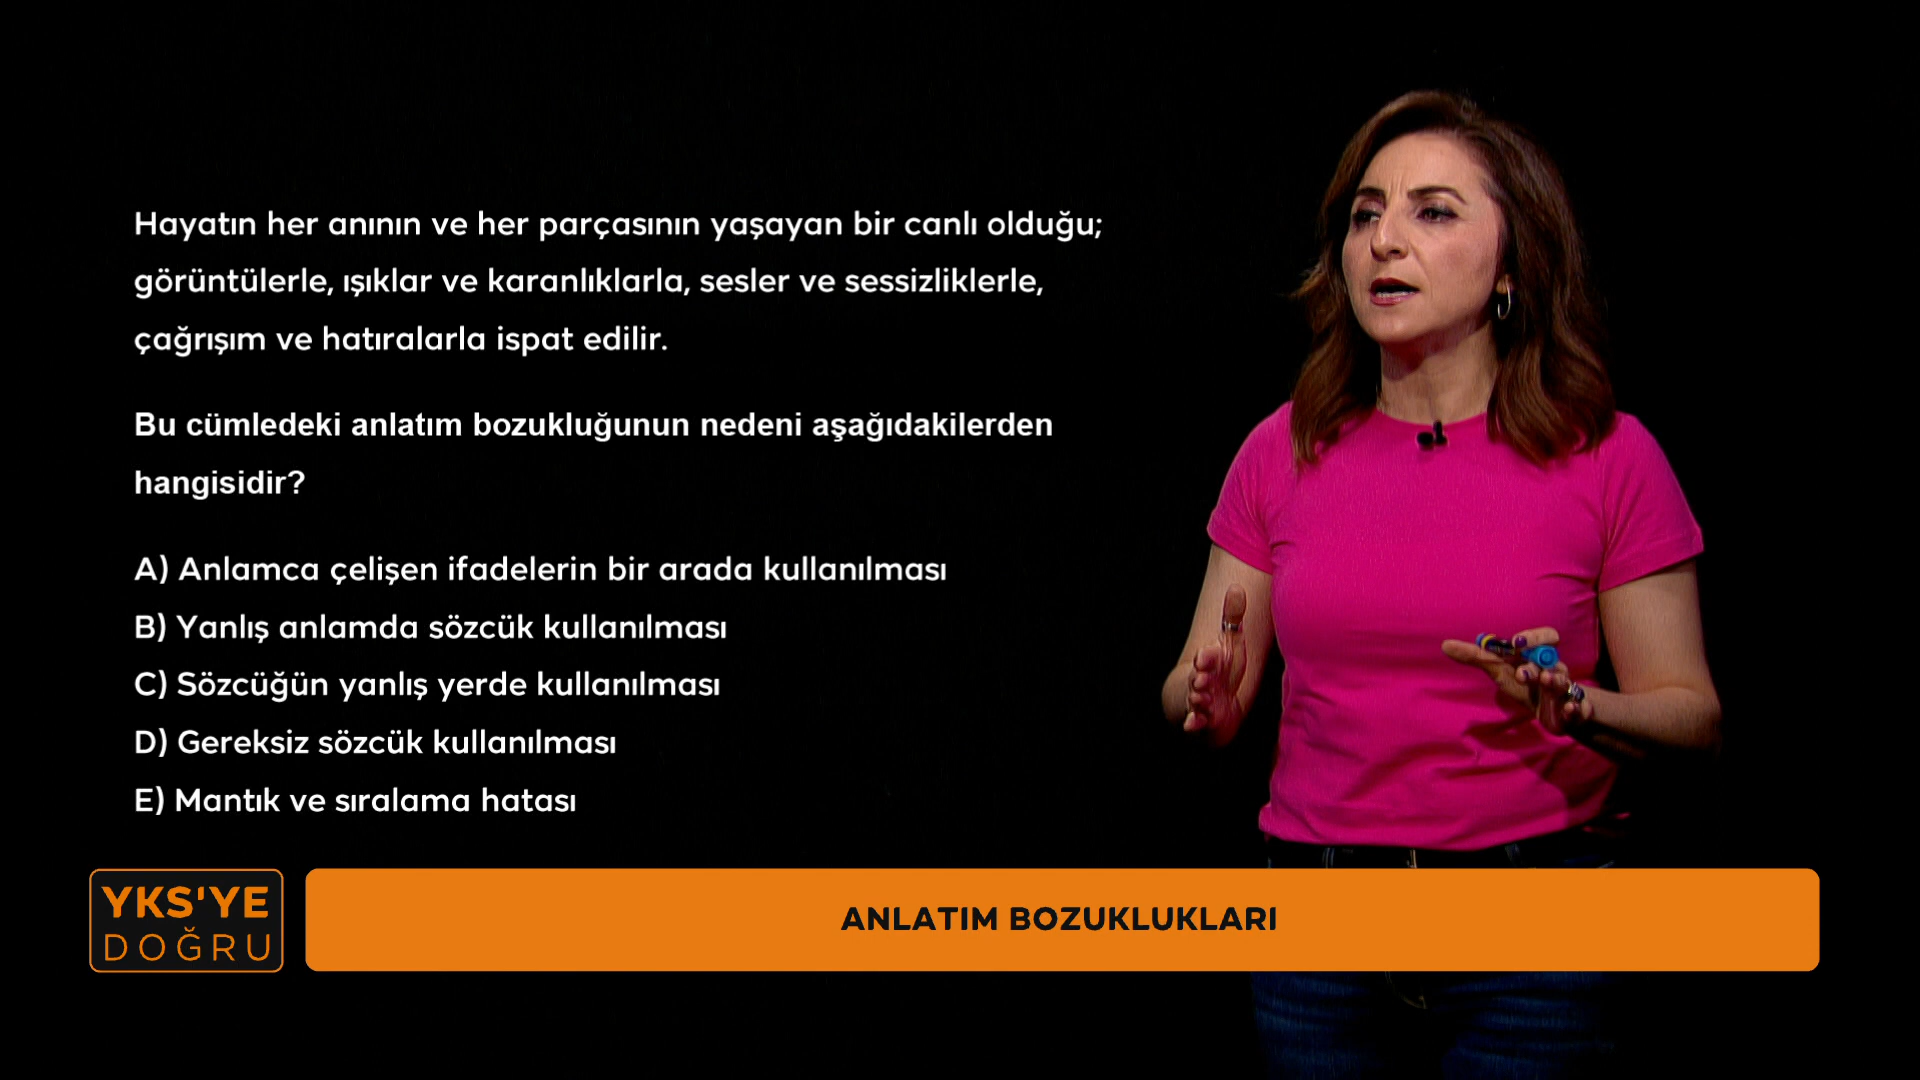 Hayatın her anının ve her parçasının yaşayan bir canlı olduğu;
görüntülerle, ışıklar ve karanlıklarla, sesler ve sessizliklerle,
çağrışım ve hatıralarla ispat edilir.
Bu cümledeki anlatım bozukluğunun nedeni aşağıdakilerden
hangisidir?
A) Anlamca çelişen ifadelerin bir arada kullanılması
B) Yanlış anlamda sözcük kullanılması
C) Sözcüğün yanlış yerde kullanılması
D) Gereksiz sözcük kullanılması
E) Mantık ve sıralama hatası
YKS'YE
DOĞRU
ANLATIM BOZUKLUKLARI